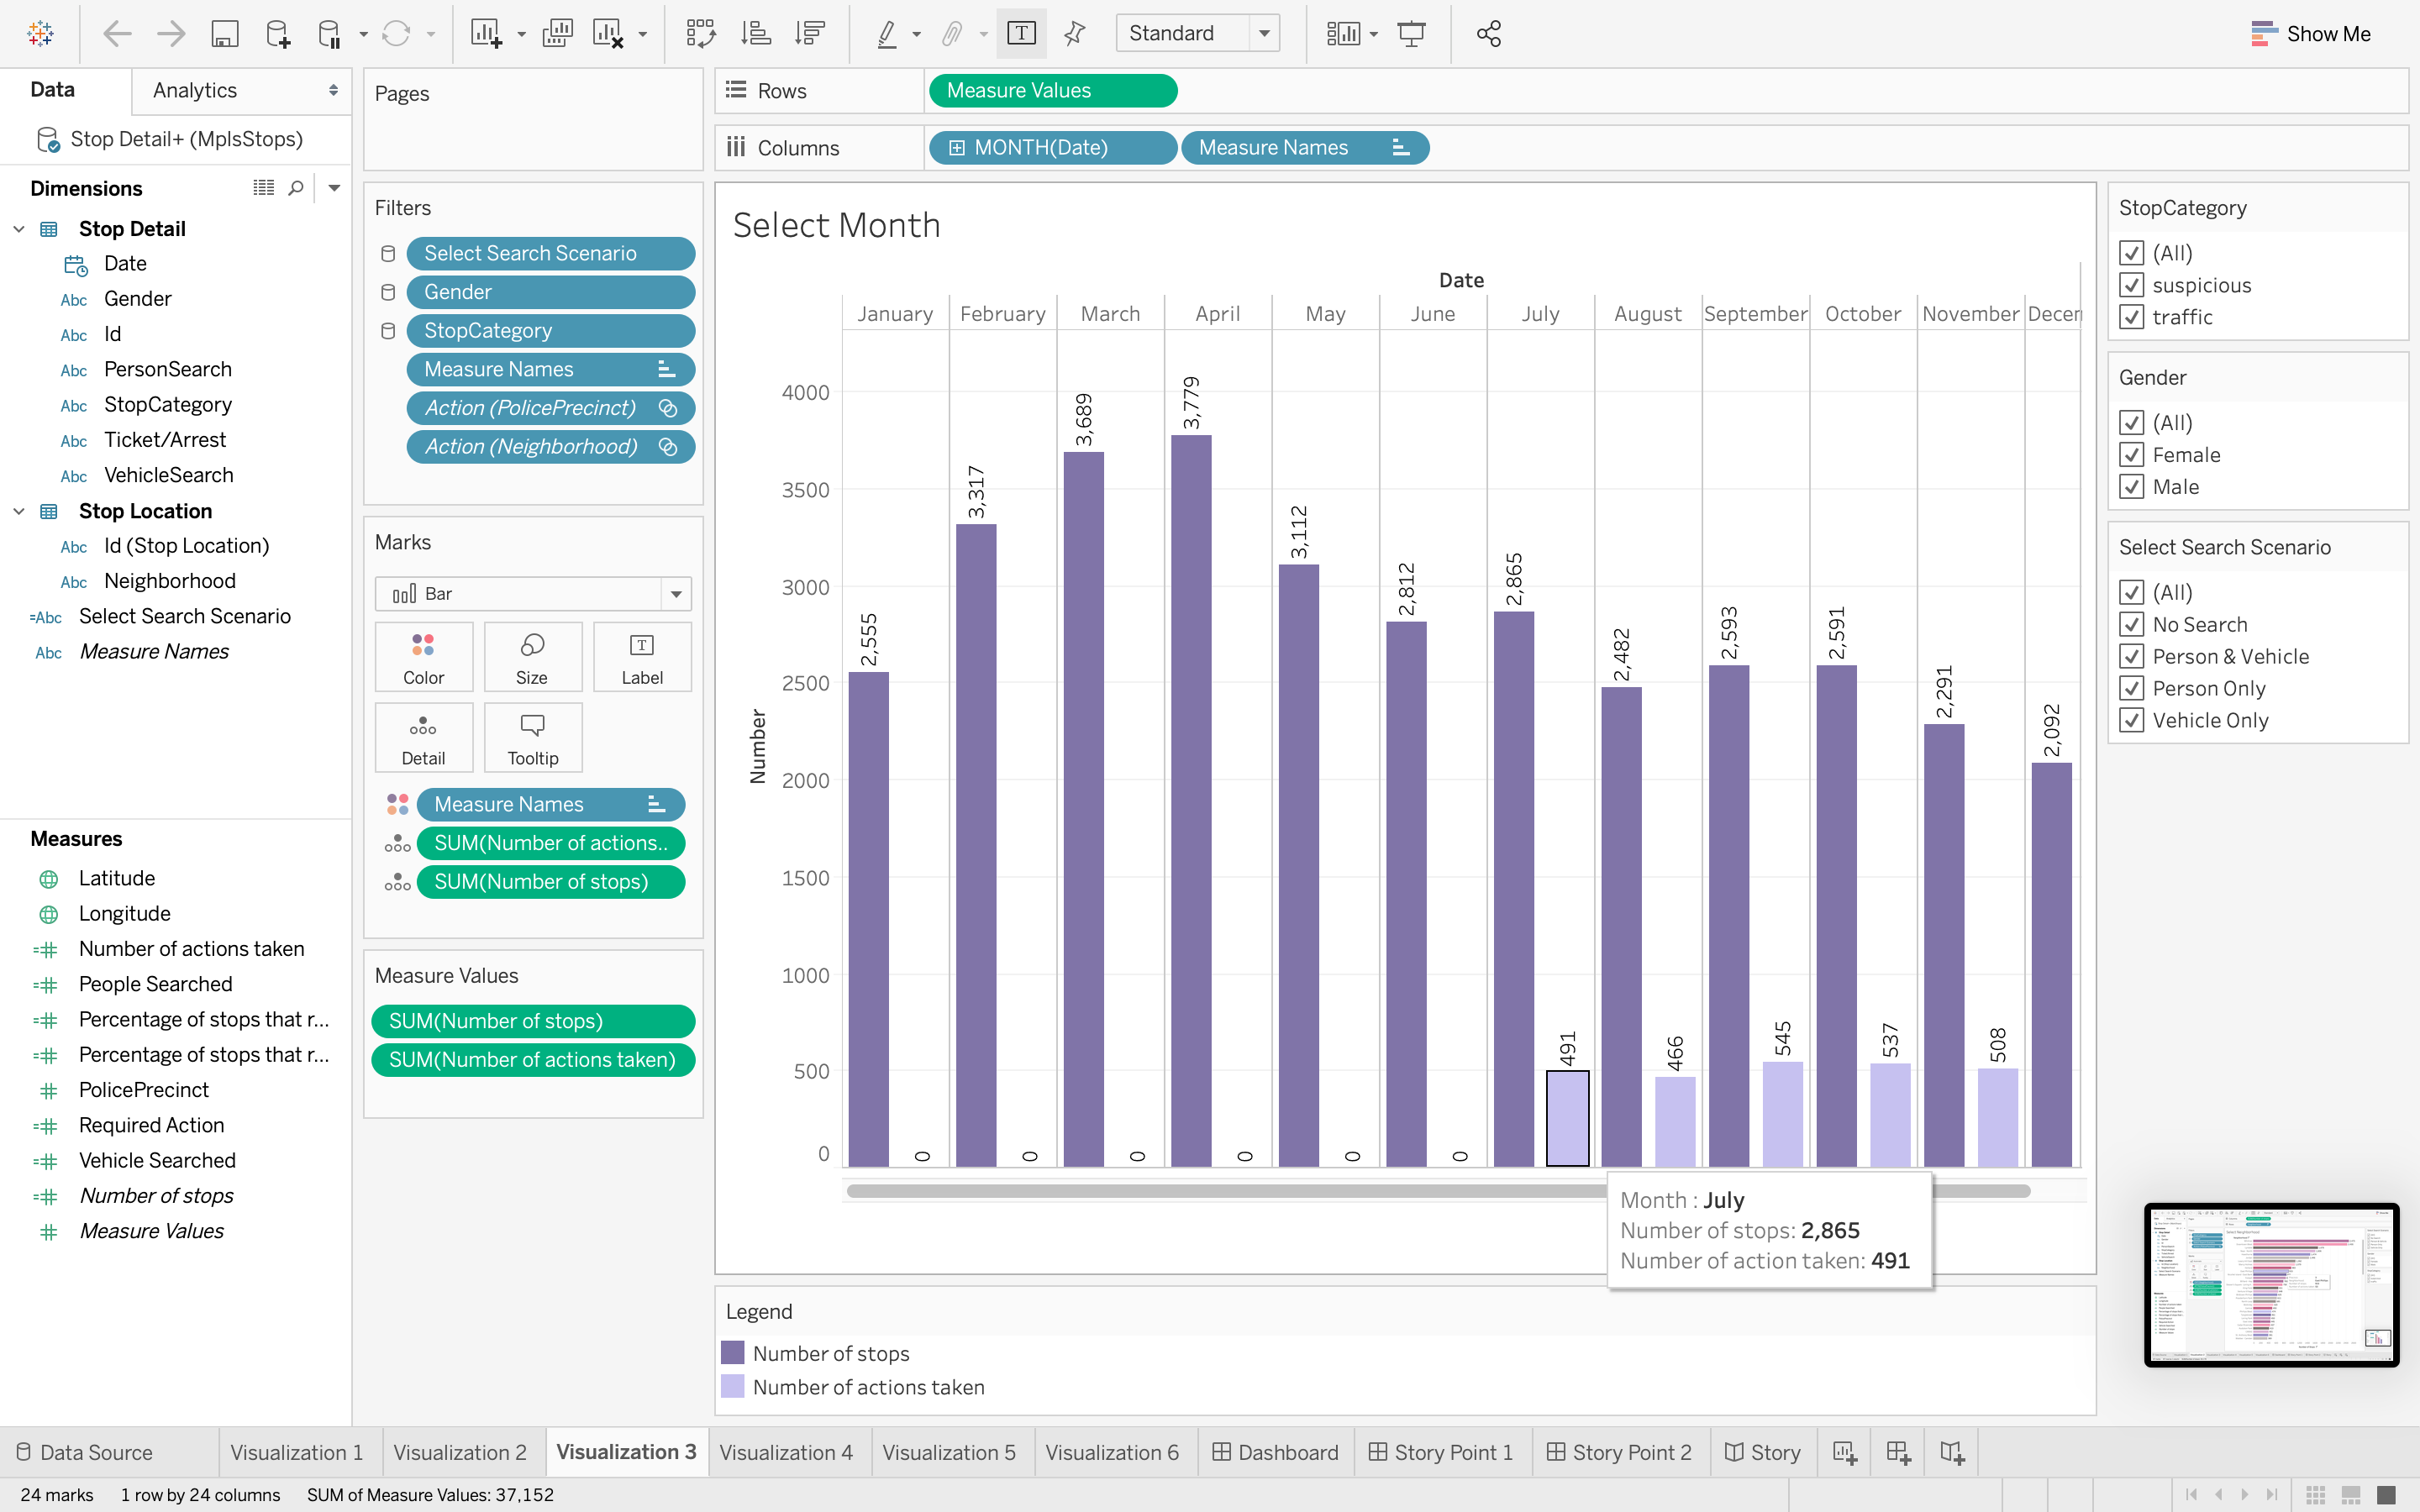 Standard
Show Me
Data
Analytics
Stop Detail+ (MplsStops)
Dimensions
Stop Detail
Date
Abc Gender
Abc Id
Abc PersonSearch
Abc StopCategory
Abc Ticket/Arrest
Abc VehicleSearch
Stop Location
Abc Id (Stop Location)
Abc Neighborhood
=Abc Select Search Scenario
Abc Measure Names
Measures
Latitude
Longitude
=# Number of actions taken
=# People Searched
=# Percentage of stops that r...
=# Percentage of stops that r...
# PolicePrecinct
=# Required Action
=# Vehicle Searched
=# Number of stops
# Measure Values
Pages
Filters
Select Search Scenario
Gender
StopCategory
Measure Names
Action (PolicePrecinct)
Action (Neighborhood)
Marks
Bar
Color
Size
Label
Detail
Tooltip
Measure Names
SUM(Number of actions..
SUM(Number of stops)
Measure Values
SUM(Number of stops)
SUM(Number of actions taken)
Rows
Measure Values
Columns
MONTH(Date)
Measure Names
Select Month
Date
January February March April May June July August September October November Decen
Number
4000
3500
3000
2500
2000
1500
1000
500
0
2,555
0
3,317
0
3,689
0
3,779
0
3,112
0
2,812
0
2,865
491
2,482
466
2,593
545
2,591
537
2,291
508
2,092
Month : July
Number of stops: 2,865
Number of action taken: 491
Legend
Number of stops
Number of actions taken
StopCategory
(All)
suspicious
traffic
Gender
(All)
Female
Male
Select Search Scenario
(All)
No Search
Person & Vehicle
Person Only
Vehicle Only
Data Source
Visualization 1
Visualization 2
Visualization 3
Visualization 4
Visualization 5
Visualization 6
Dashboard
Story Point 1
Story Point 2
Story
24 marks
1 row by 24 columns
SUM of Measure Values: 37,152